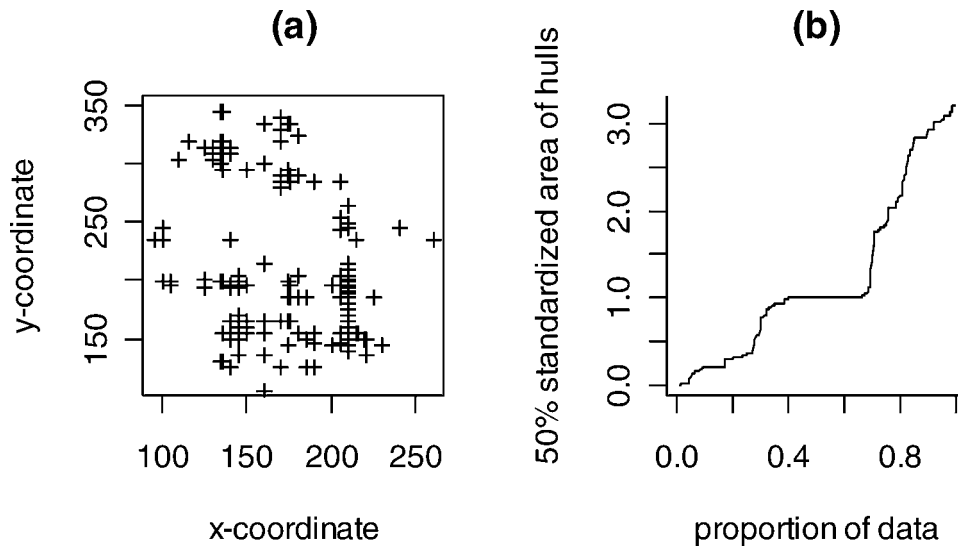 (a)
y-coordinate
350
250
150
100 150 200 250
x-coordinate
(b)
50% standardized area of hulls
3.0
2.0
1.0
0.0
0.0 0.4 0.8
proportion of data